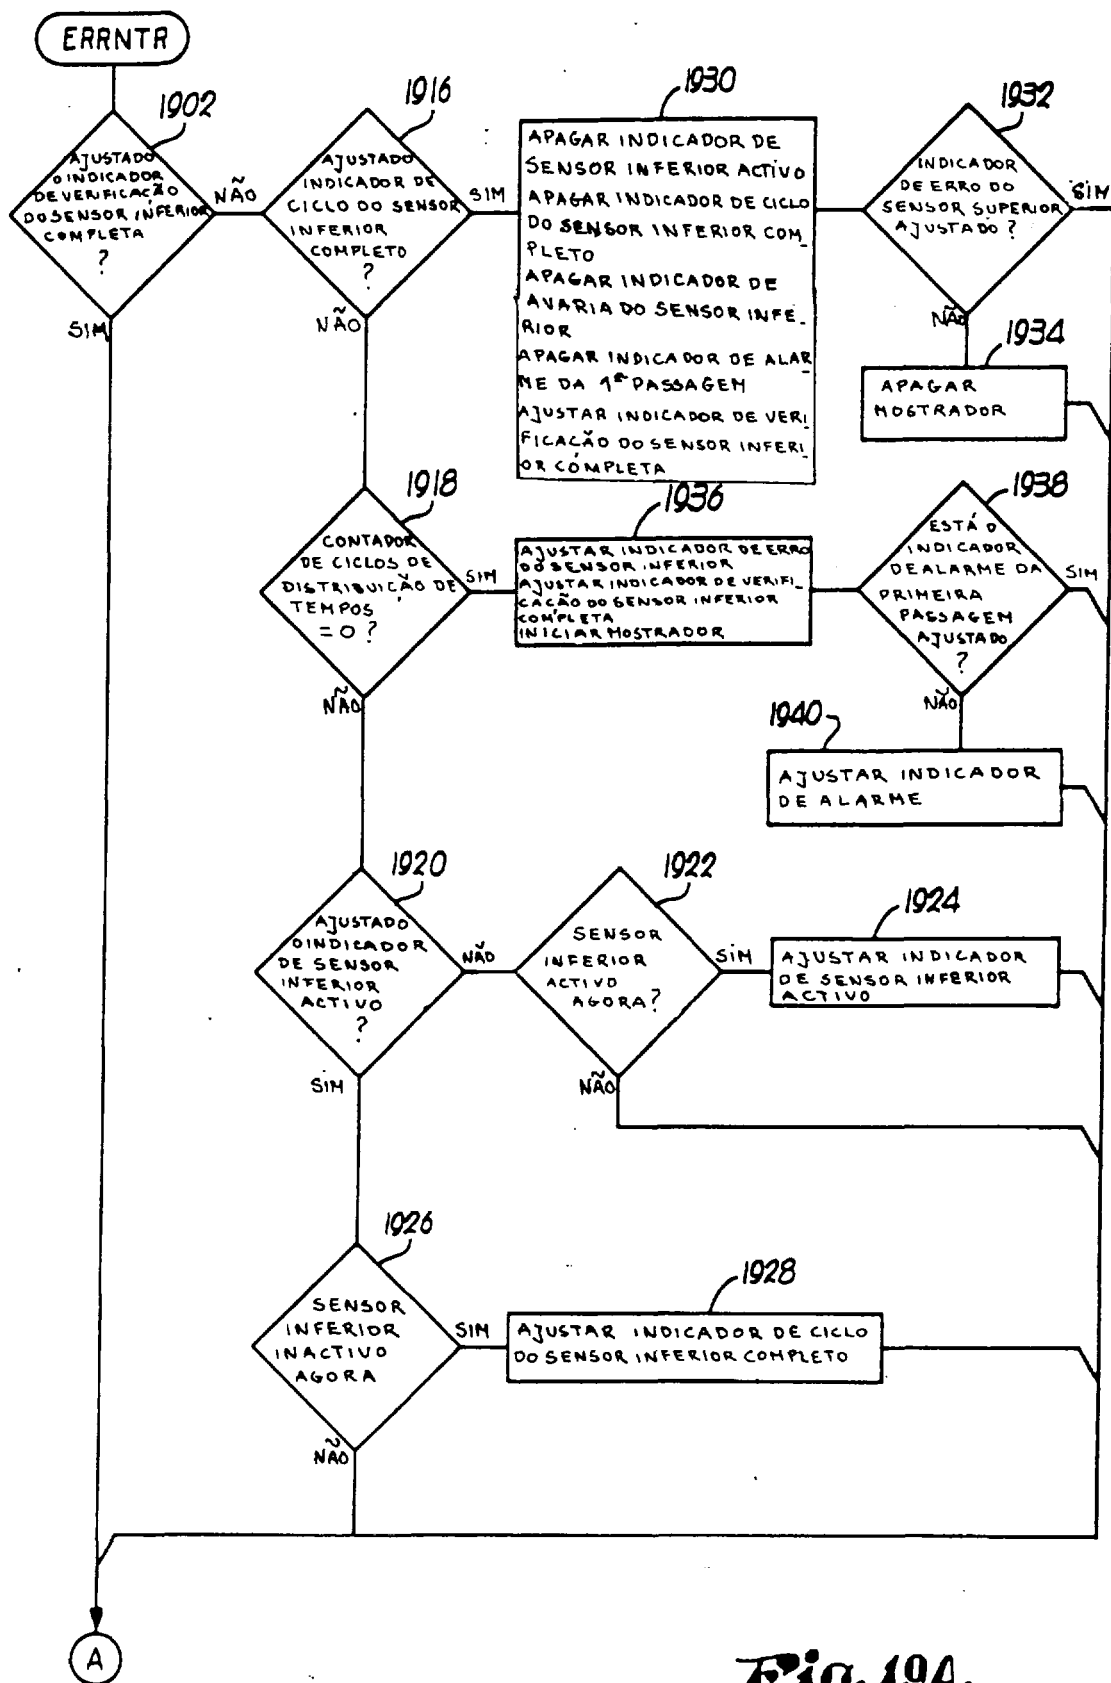 ERRNTR
1902
AJUSTADO
O INDICADOR
DE VERIFICAÇÃO
DO SENSOR INFERIOR
COMPLETA
?
NÃO
SIM
1916
AJUSTADO
INDICADOR DE
CICLO DO SENSOR
INFERIOR
COMPLETO
?
SIM
NÃO
1930
APAGAR INDICADOR DE
SENSOR INFERIOR ACTIVO
APAGAR INDICADOR DE CICLO
DO SENSOR INFERIOR COM_
PLETO
APAGAR INDICADOR DE
AVARIA DO SENSOR INFE_
RIOR
APAGAR INDICADOR DE ALAR
ME DA 1ª PASSAGEM
AJUSTAR INDICADOR DE VERI_
FICAÇÃO DO SENSOR INFERI_
OR COMPLETA
1932
INDICADOR
DE ERRO DO
SENSOR SUPERIOR
AJUSTADO?
SIM
NÃO
1934
APAGAR
MOSTRADOR
1918
CONTADOR
DE CICLOS DE
DISTRIBUIÇÃO DE
TEMPOS
=0?
SIM
NÃO
1936
AJUSTAR INDICADOR DE ERRO
DO SENSOR INFERIOR
AJUSTAR INDICADOR DE VERIFI_
CAÇÃO DO SENSOR INFERIOR
COMPLETA
INICIAR MOSTRADOR
1938
ESTÁ O
INDICADOR
DE ALARME DA
PRIMEIRA
PASSAGEM
AJUSTADO
?
SIM
NÃO
1940
AJUSTAR INDICADOR
DE ALARME
1920
AJUSTADO
O INDICADOR
DE SENSOR
INFERIOR
ACTIVO
?
NÃO
SIM
1922
SENSOR
INFERIOR
ACTIVO
AGORA?
SIM
NÃO
1924
AJUSTAR INDICADOR
DE SENSOR INFERIOR
ACTIVO
1926
SENSOR
INFERIOR
INACTIVO
AGORA
SIM
NÃO
1928
AJUSTAR INDICADOR DE CICLO
DO SENSOR INFERIOR COMPLETO
A
Fig. 19A.